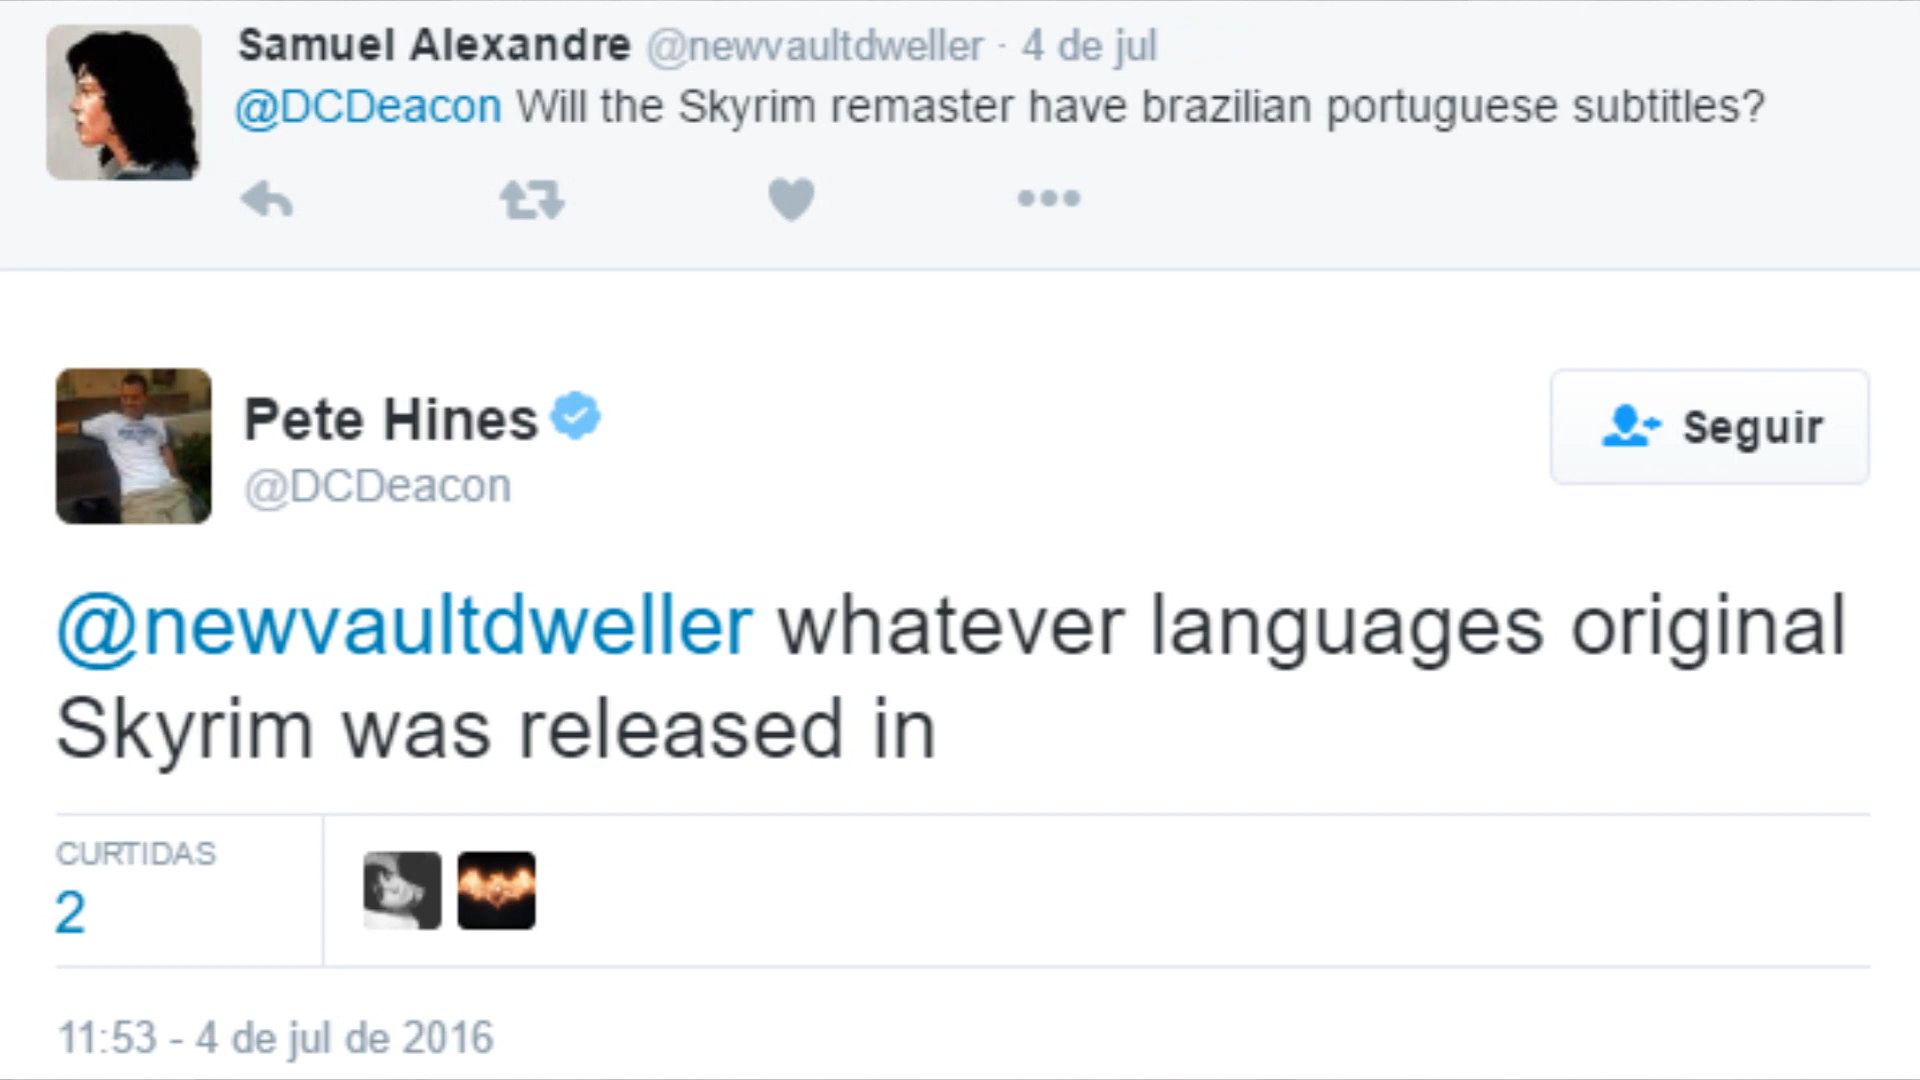 Samuel Alexandre @newvaultdweller · 4 de jul
@DCDeacon Will the Skyrim remaster have brazilian portuguese subtitles?
Pete Hines
@DCDeacon
Seguir
@newvaultdweller whatever languages original
Skyrim was released in
CURTIDAS
2
11:53 - 4 de jul de 2016